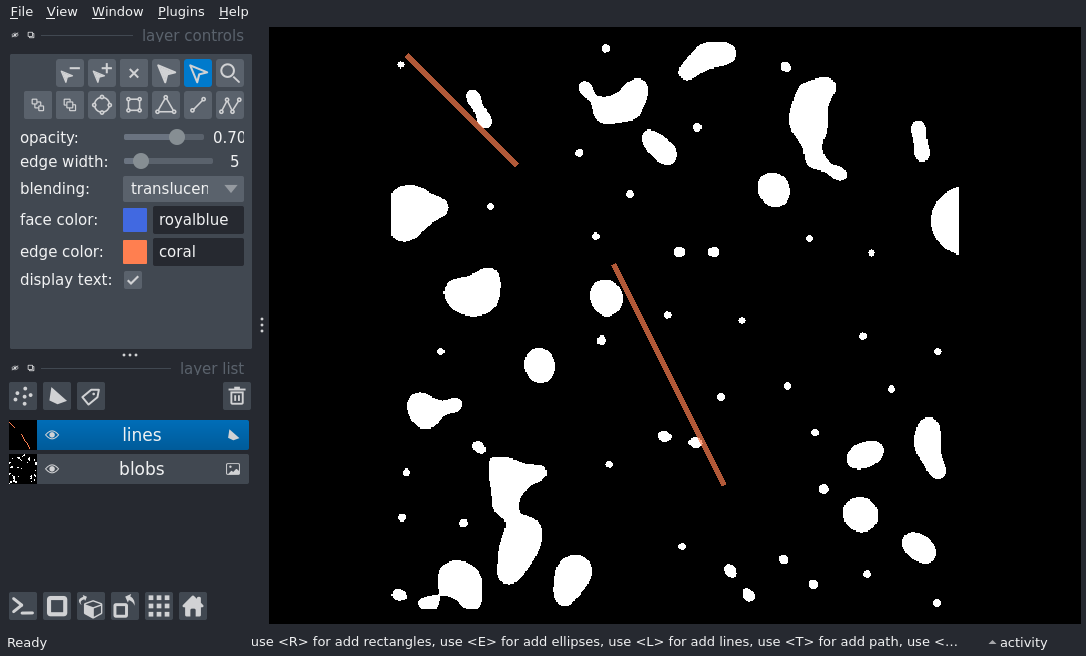 File View Window Plugins Help
layer controls
opacity: 0.70
edge width: 5
blending: translucen
face color: royalblue
edge color: coral
display text:
layer list
lines
blobs
Ready use <R> for add rectangles, use <E> for add ellipses, use <L> for add lines, use <T> for add path, use <... activity